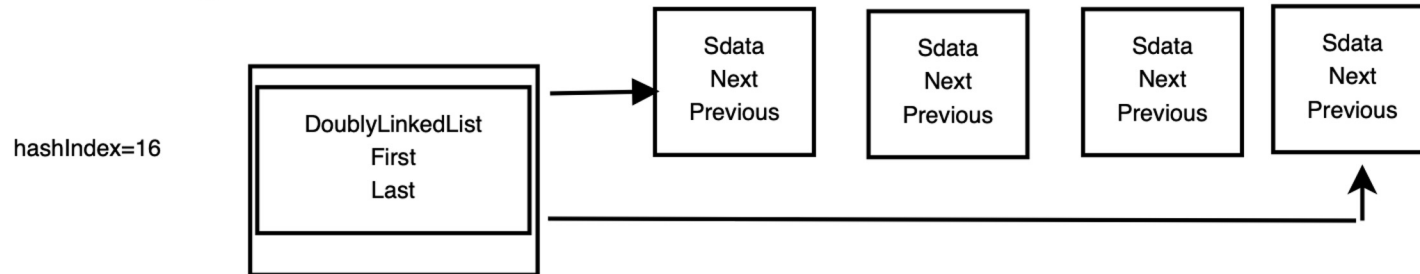 hashIndex=16
DoublyLinkedList
First
Last
Sdata
Next
Previous
Sdata
Next
Previous
Sdata
Next
Previous
Sdata
Next
Previous